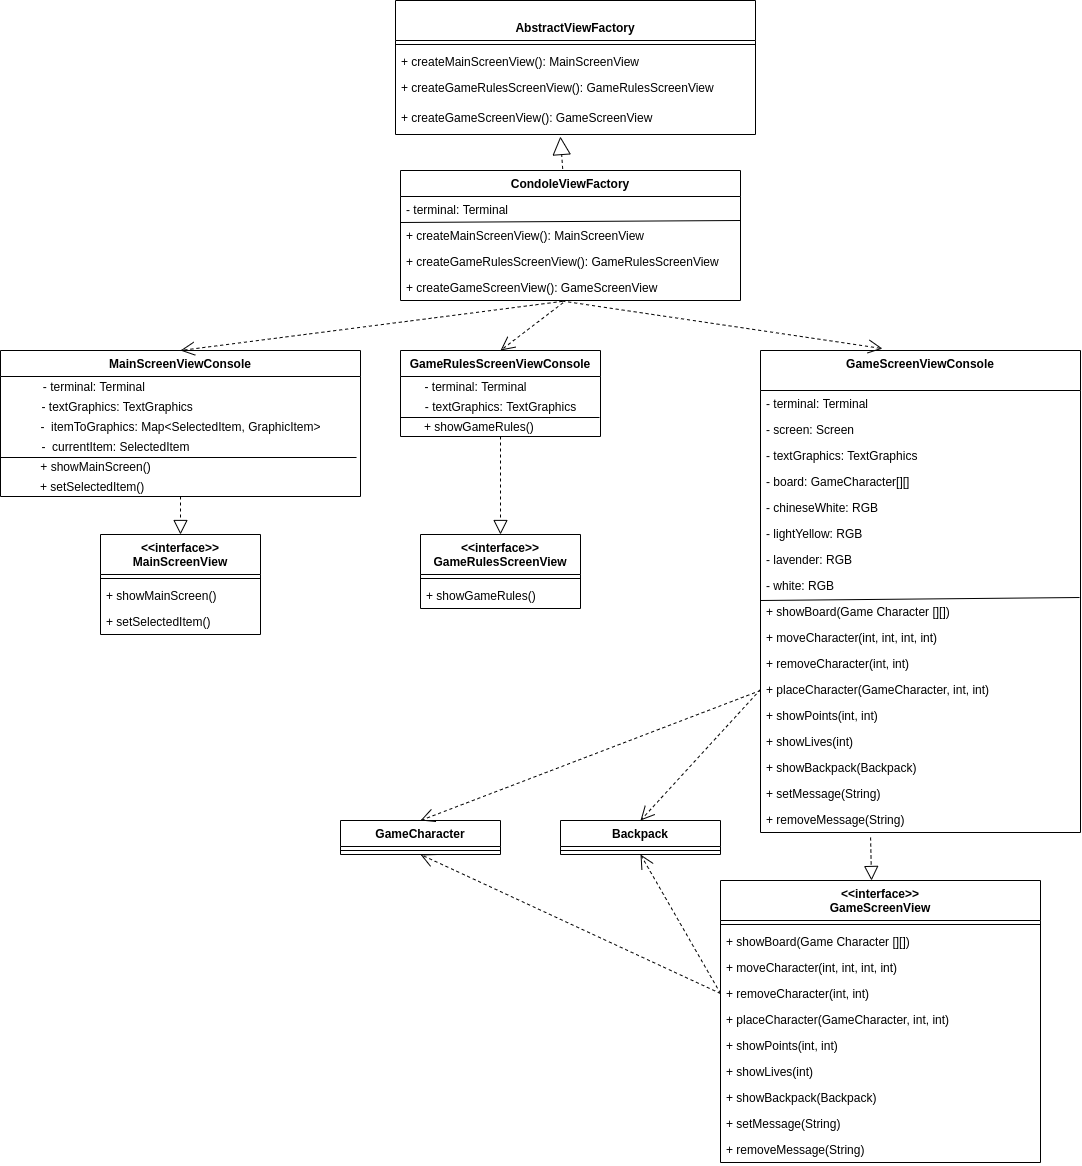 AbstractViewFactory
+ createMainScreenView(): MainScreenView
+ createGameRulesScreenView(): GameRulesScreenView
+ createGameScreenView(): GameScreenView
CondoleViewFactory
- terminal: Terminal
+ createMainScreenView(): MainScreenView
+ createGameRulesScreenView(): GameRulesScreenView
+ createGameScreenView(): GameScreenView
MainScreenViewConsole
- terminal: Terminal
- textGraphics: TextGraphics
- itemToGraphics: Map<SelectedItem, GraphicItem>
- currentItem: SelectedItem
+ showMainScreen()
+ setSelectedItem()
GameRulesScreenViewConsole
- terminal: Terminal
- textGraphics: TextGraphics
+ showGameRules()
GameScreenViewConsole
- terminal: Terminal
- screen: Screen
- textGraphics: TextGraphics
- board: GameCharacter[][]
- chineseWhite: RGB
- lightYellow: RGB
- lavender: RGB
- white: RGB
+ showBoard(Game Character [][])
+ moveCharacter(int, int, int, int)
+ removeCharacter(int, int)
+ placeCharacter(GameCharacter, int, int)
+ showPoints(int, int)
+ showLives(int)
+ showBackpack(Backpack)
+ setMessage(String)
+ removeMessage(String)
<<interface>>
MainScreenView
+ showMainScreen()
+ setSelectedItem()
<<interface>>
GameRulesScreenView
+ showGameRules()
GameCharacter
Backpack
<<interface>>
GameScreenView
+ showBoard(Game Character [][])
+ moveCharacter(int, int, int, int)
+ removeCharacter(int, int)
+ placeCharacter(GameCharacter, int, int)
+ showPoints(int, int)
+ showLives(int)
+ showBackpack(Backpack)
+ setMessage(String)
+ removeMessage(String)